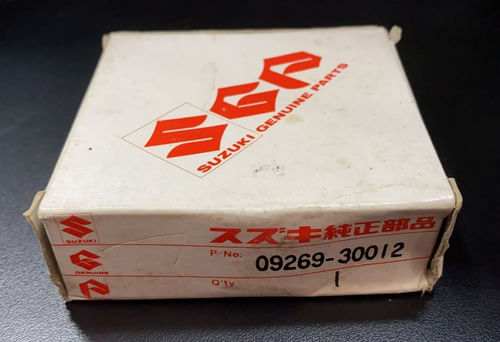 SGP
SUZUKI GENUINE PARTS
SUZUKI
GENUINE
スズキ純正部品
P/No. 09269-30012
Q'ty 1